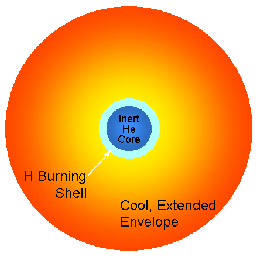 Inert
He
Core
H Burning
Shell
Cool, Extended
Envelope